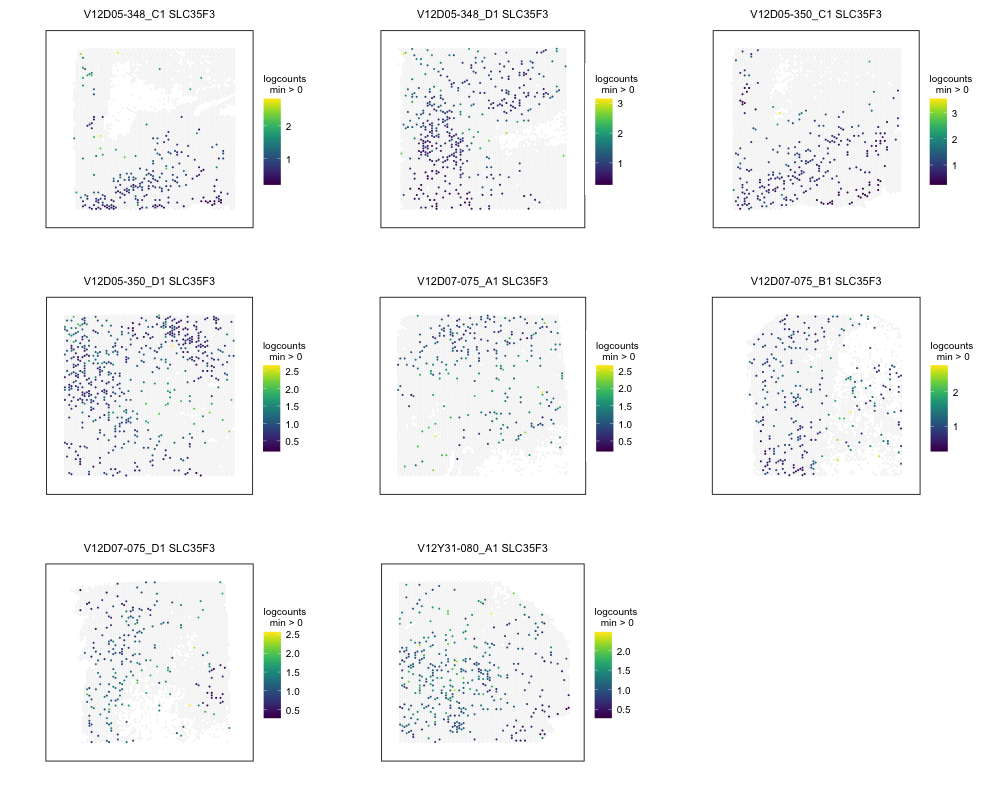 V12D05-348_C1 SLC35F3
logcounts
min > 0
2
1
V12D05-348_D1 SLC35F3
logcounts
min > 0
3
2
1
V12D05-350_C1 SLC35F3
logcounts
min > 0
3
2
1
V12D05-350_D1 SLC35F3
logcounts
min > 0
2.5
2.0
1.5
1.0
0.5
V12D07-075_A1 SLC35F3
logcounts
min > 0
2.5
2.0
1.5
1.0
0.5
V12D07-075_B1 SLC35F3
logcounts
min > 0
2
1
V12D07-075_D1 SLC35F3
logcounts
min > 0
2.5
2.0
1.5
1.0
0.5
V12Y31-080_A1 SLC35F3
logcounts
min > 0
2.0
1.5
1.0
0.5